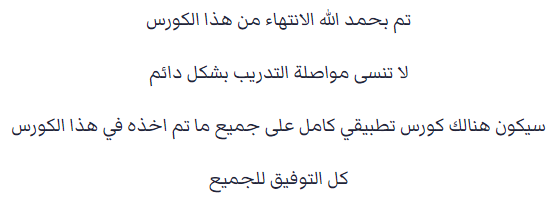 تم بحمد الله الانتهاء من هذا الكورس
لا تنسى مواصلة التدريب بشكل دائم
سيكون هنالك كورس تطبيقي كامل على جميع ما تم اخذه في هذا الكورس
كل التوفيق للجميع